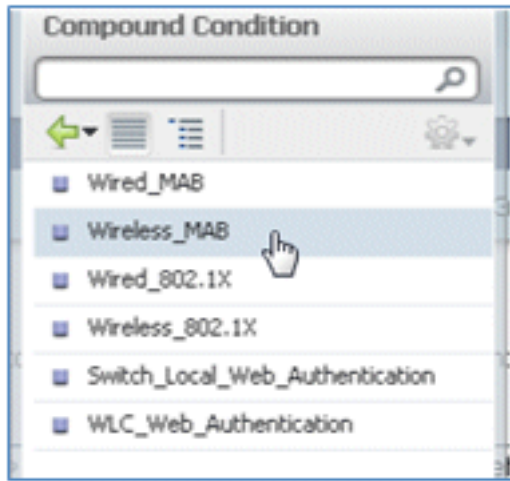 Compound Condition
Wired_MAB
Wireless_MAB
Wired_802.1X
Wireless_802.1X
Switch_Local_Web_Authentication
WLC_Web_Authentication